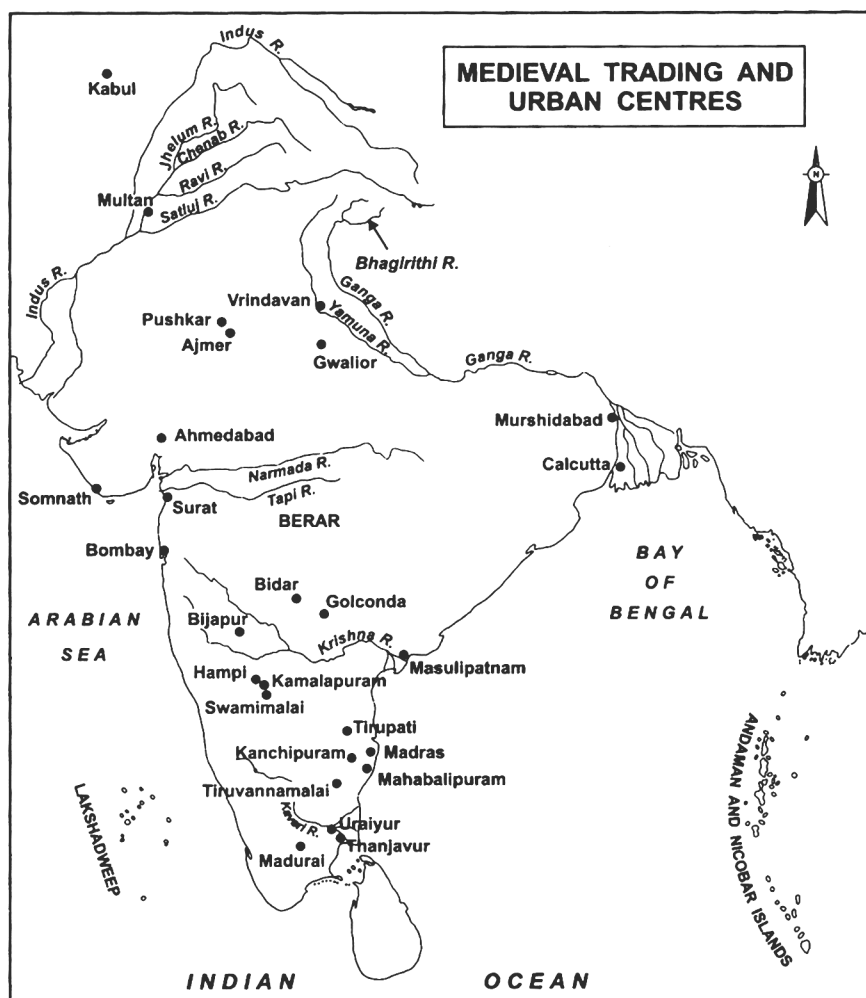 MEDIEVAL TRADING AND
URBAN CENTRES
Indus R.
Kabul
Jhelum R.
Chenab R.
Ravi R.
Multan
Satluj R.
N
Bhagirithi R.
Indus R.
Vrindavan
Ganga R.
Yamuna R.
Pushkar
Ajmer
Gwalior
Ganga R.
Murshidabad
Ahmedabad
Calcutta
Narmada R.
Tapi R.
Somnath
Surat
BERAR
Bombay
BAY
OF
BENGAL
Bidar
Golconda
ARABIAN
SEA
Bijapur
Krishna R.
Masulipatnam
Hampi
Kamalapuram
Swamimalai
Tirupati
Kanchipuram
Madras
Mahabalipuram
Tiruvannamalai
Kaveri R.
Uraiyur
Thanjavur
Madurai
LAKSHADWEEP
ANDAMAN AND NICOBAR ISLANDS
INDIAN OCEAN